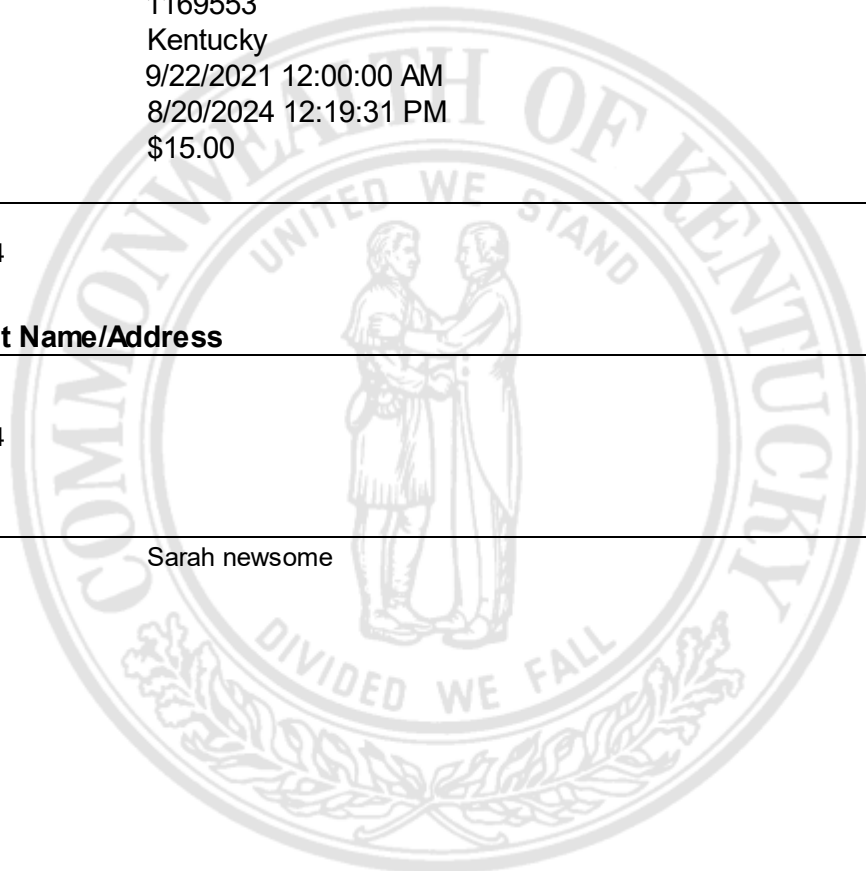 1169553
Kentucky
9/22/2021 12:00:00 AM
8/20/2024 12:19:31 PM
$15.00
4
t Name/Address
4
Sarah newsome
COMMONWEALTH OF KENTUCKY
UNITED WE STAND
DIVIDED WE FALL